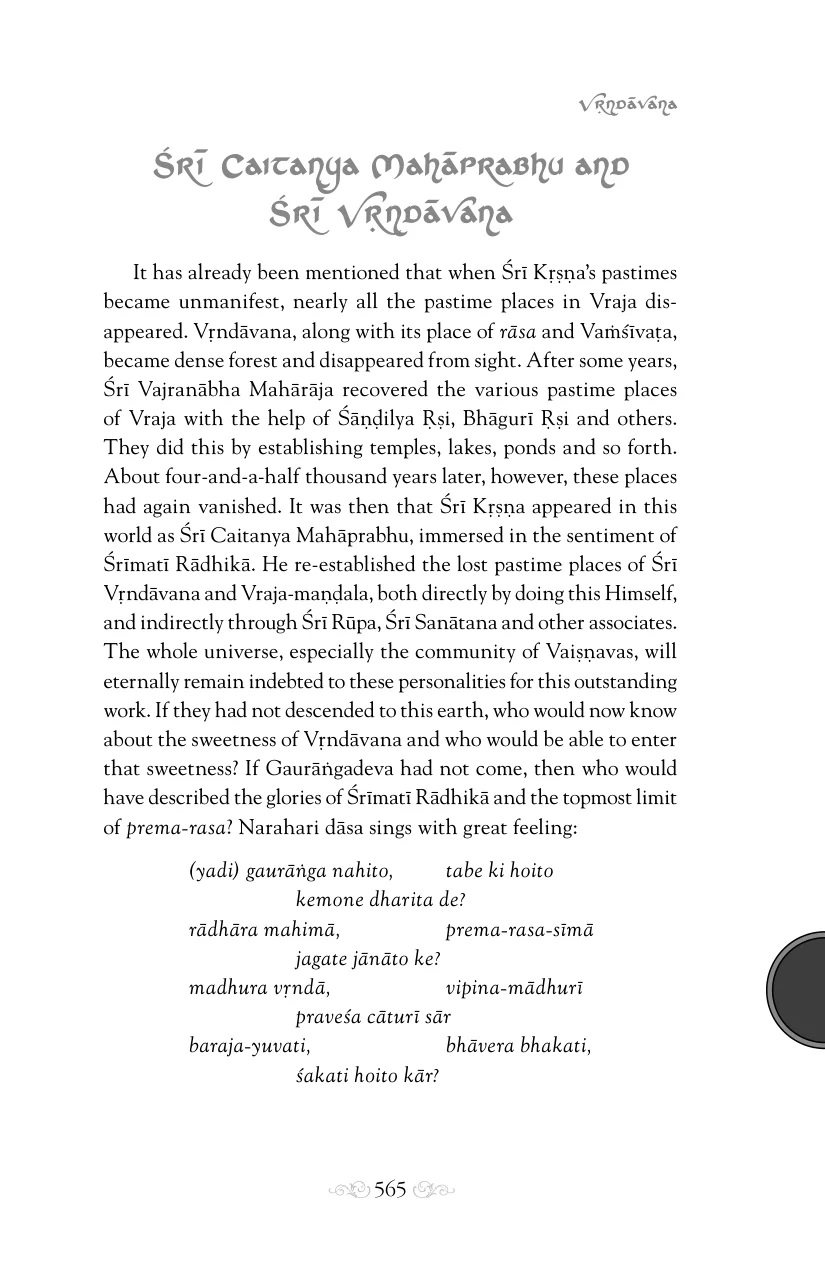 Vṛndāvana
Śrī Caitanya Mahāprabhu and
Śrī Vṛndāvana
It has already been mentioned that when Śrī Kṛṣṇa’s pastimes
became unmanifest, nearly all the pastime places in Vraja dis-
appeared. Vṛndāvana, along with its place of rāsa and Vaṁśīvaṭa,
became dense forest and disappeared from sight. After some years,
Śrī Vajranābha Mahārāja recovered the various pastime places
of Vraja with the help of Śāṇḍilya Ṛṣi, Bhāgurī Ṛṣi and others.
They did this by establishing temples, lakes, ponds and so forth.
About four-and-a-half thousand years later, however, these places
had again vanished. It was then that Śrī Kṛṣṇa appeared in this
world as Śrī Caitanya Mahāprabhu, immersed in the sentiment of
Śrīmatī Rādhikā. He re-established the lost pastime places of Śrī
Vṛndāvana and Vraja-maṇḍala, both directly by doing this Himself,
and indirectly through Śrī Rūpa, Śrī Sanātana and other associates.
The whole universe, especially the community of Vaiṣṇavas, will
eternally remain indebted to these personalities for this outstanding
work. If they had not descended to this earth, who would now know
about the sweetness of Vṛndāvana and who would be able to enter
that sweetness? If Gaurāṅgadeva had not come, then who would
have described the glories of Śrīmatī Rādhikā and the topmost limit
of prema-rasa? Narahari dāsa sings with great feeling:
(yadi) gaurāṅga nahito, tabe ki hoito
kemone dharita de?
rādhāra mahimā, prema-rasa-sīmā
jagate jānāto ke?
madhura vṛndā, vipina-mādhurī
praveśa cāturī sār
baraja-yuvati, bhāvera bhakati,
śakati hoito kār?
565